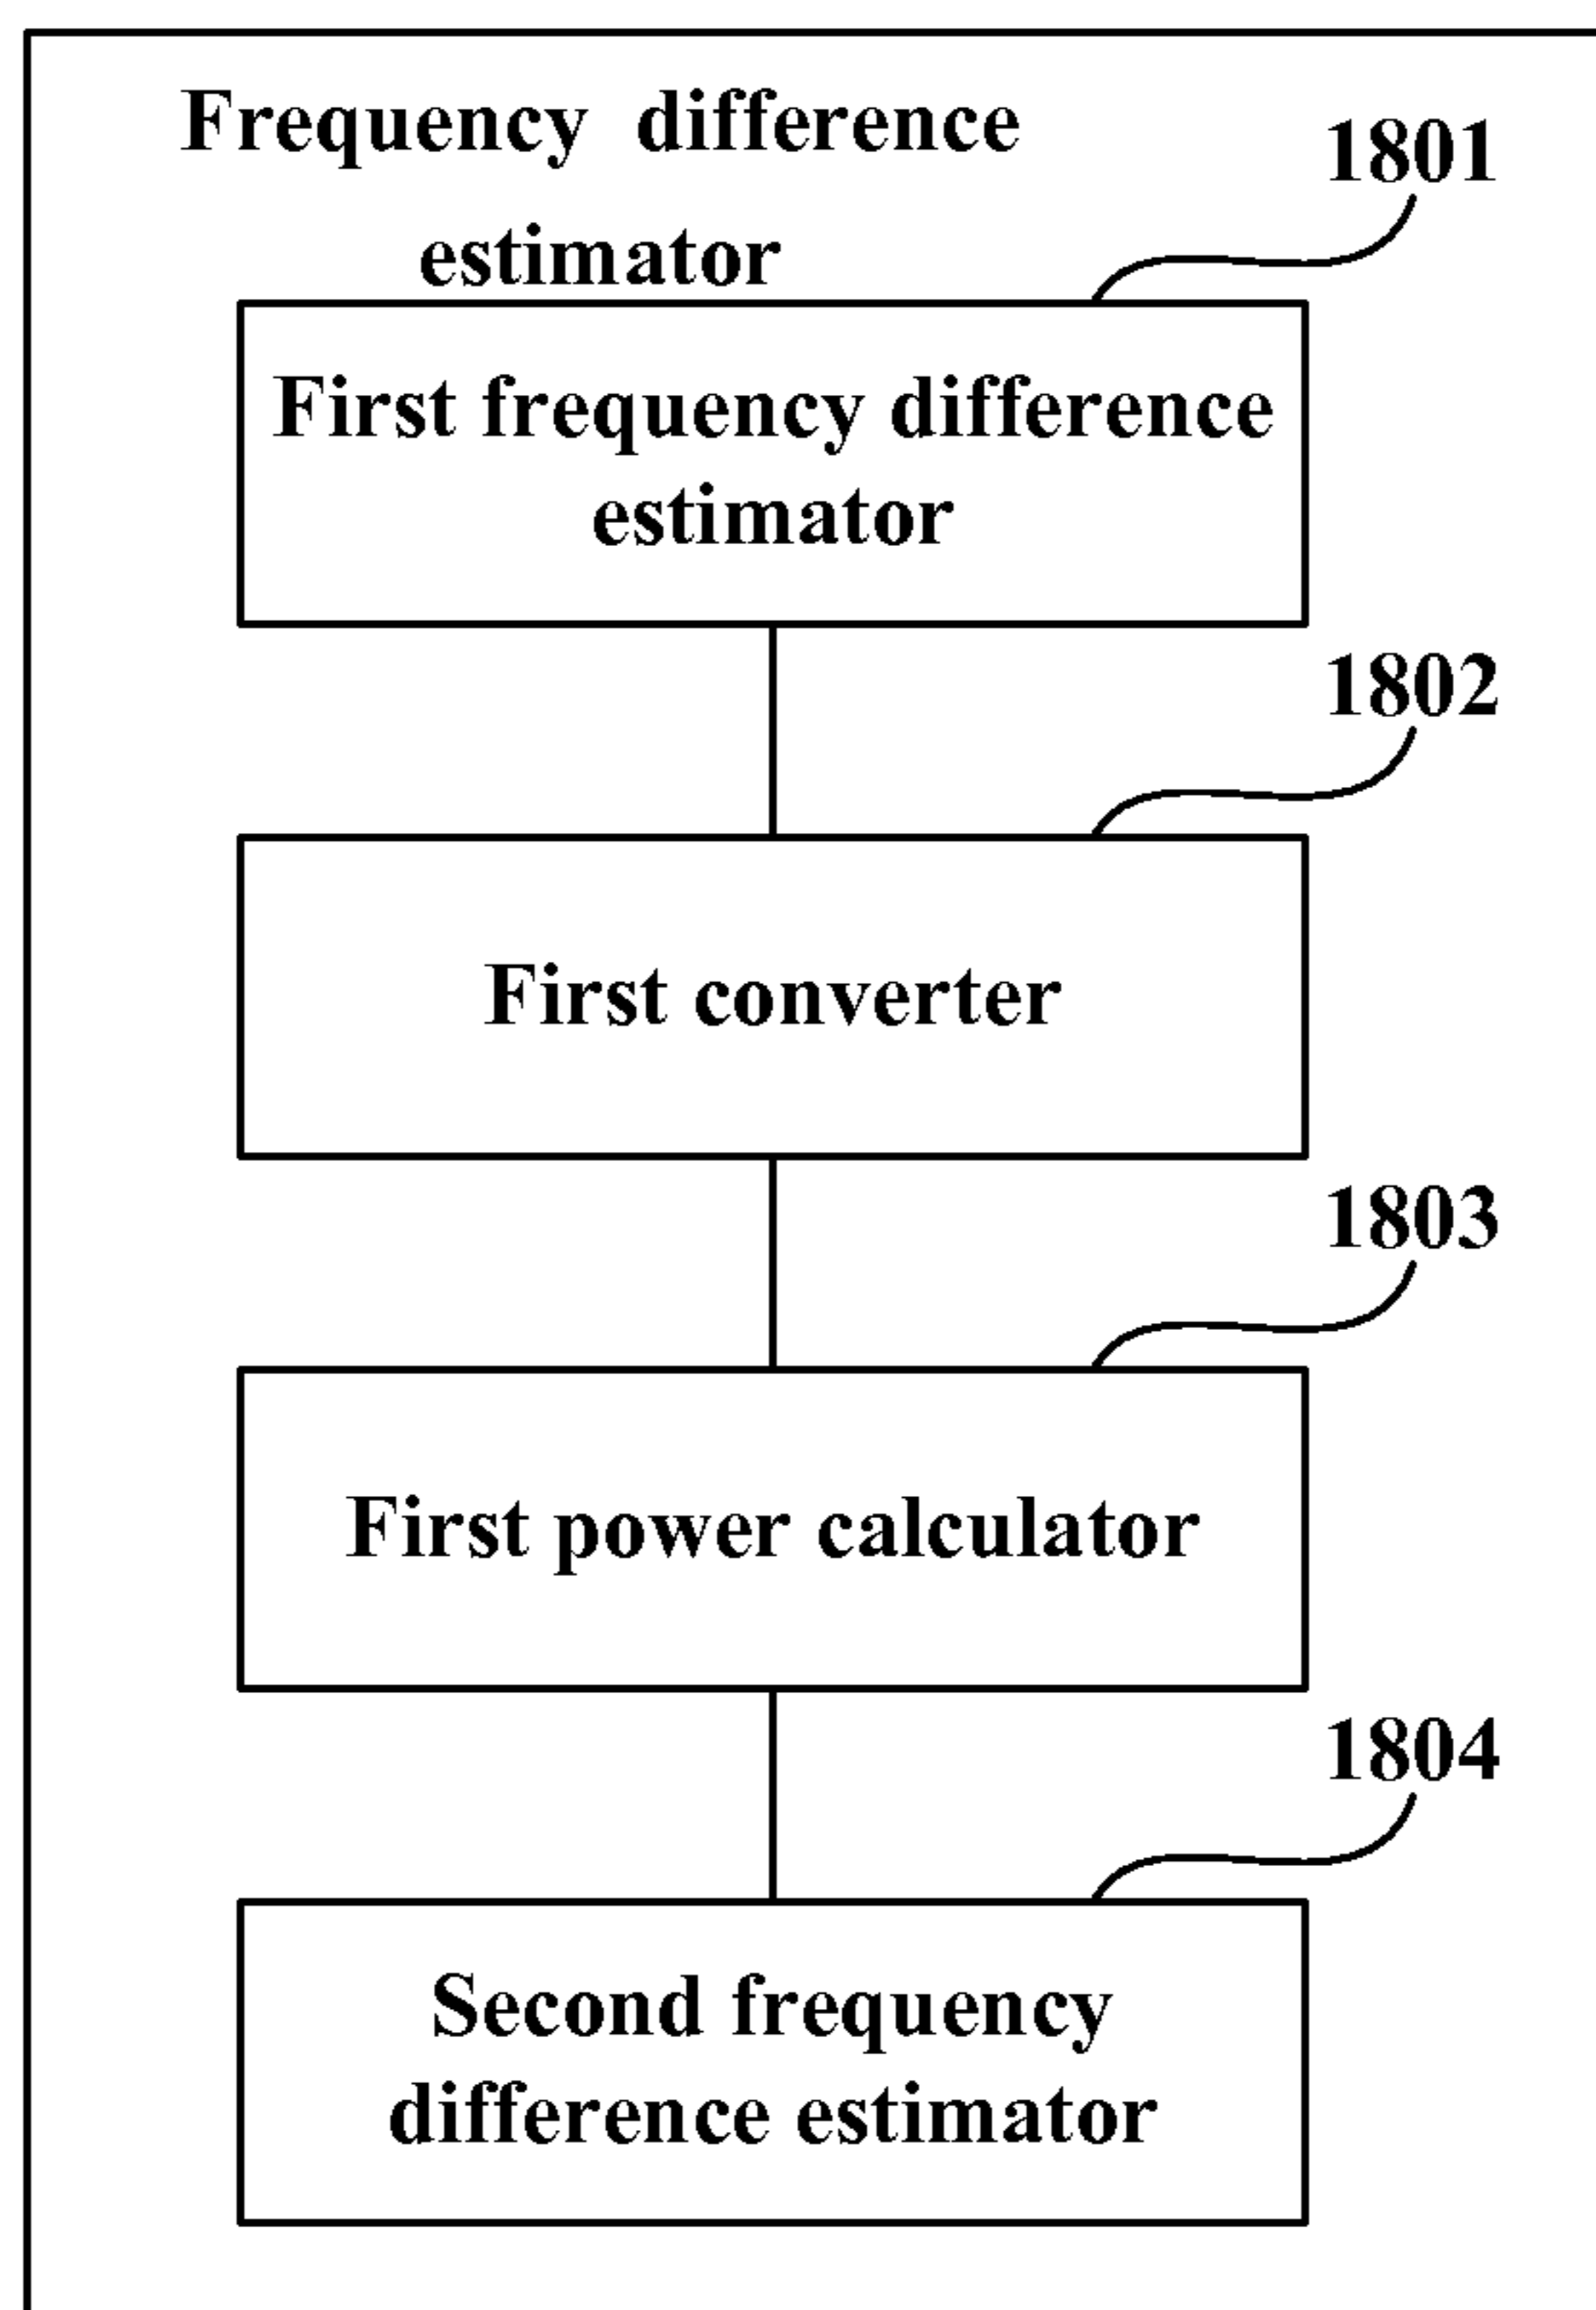 Frequency difference
estimator
1801
First frequency difference
estimator
1802
First converter
1803
First power calculator
1804
Second frequency
difference estimator